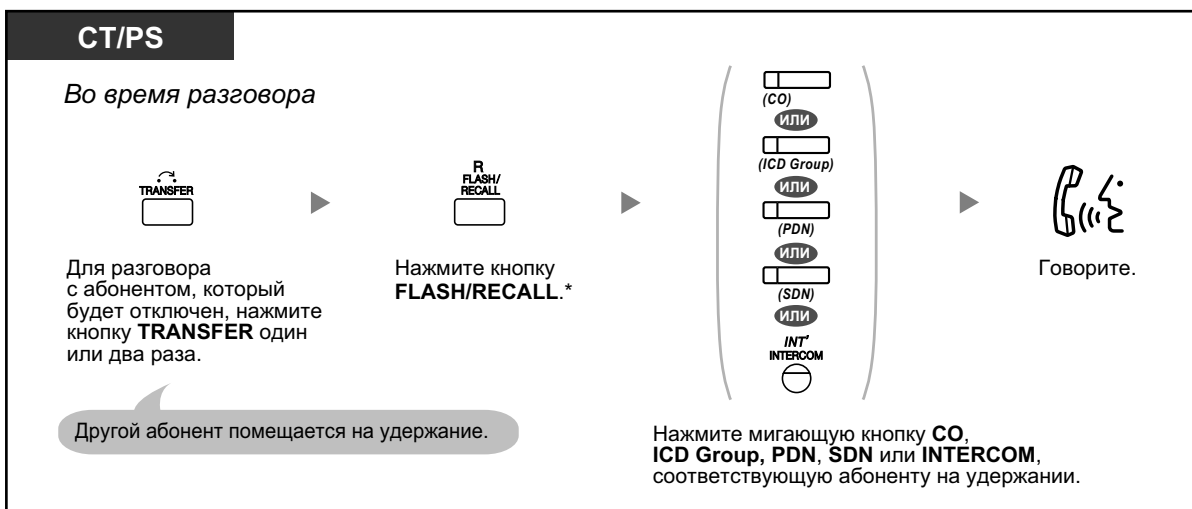 CT/PS
Во время разговора
TRANSFER
Для разговора
с абонентом, который
будет отключен, нажмите
кнопку TRANSFER один
или два раза.
Другой абонент помещается на удержание.
R
FLASH/
RECALL
Нажмите кнопку
FLASH/RECALL.*
(CO)
ИЛИ
(ICD Group)
ИЛИ
(PDN)
ИЛИ
(SDN)
ИЛИ
INT'
INTERCOM
Нажмите мигающую кнопку CO,
ICD Group, PDN, SDN или INTERCOM,
соответствующую абоненту на удержании.
Говорите.